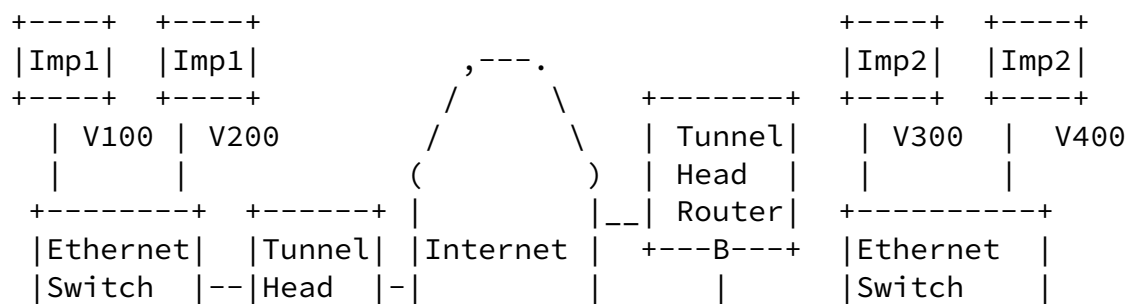 +----+  +----+                                  +----+  +----+
|Imp1|  |Imp1|             ,---.                |Imp2|  |Imp2|
+----+  +----+            /     \    +-------+  +----+  +----+
  | V100 | V200          /       \   | Tunnel|   | V300  |  V400
  |      |              (         )  | Head  |   |       |
 +--------+  +------+ |         |__| Router|  +----------+
 |Ethernet|  |Tunnel| |Internet |  +---B---+  |Ethernet  |
 |Switch  |--|Head  |-|         |      |      |Switch    |